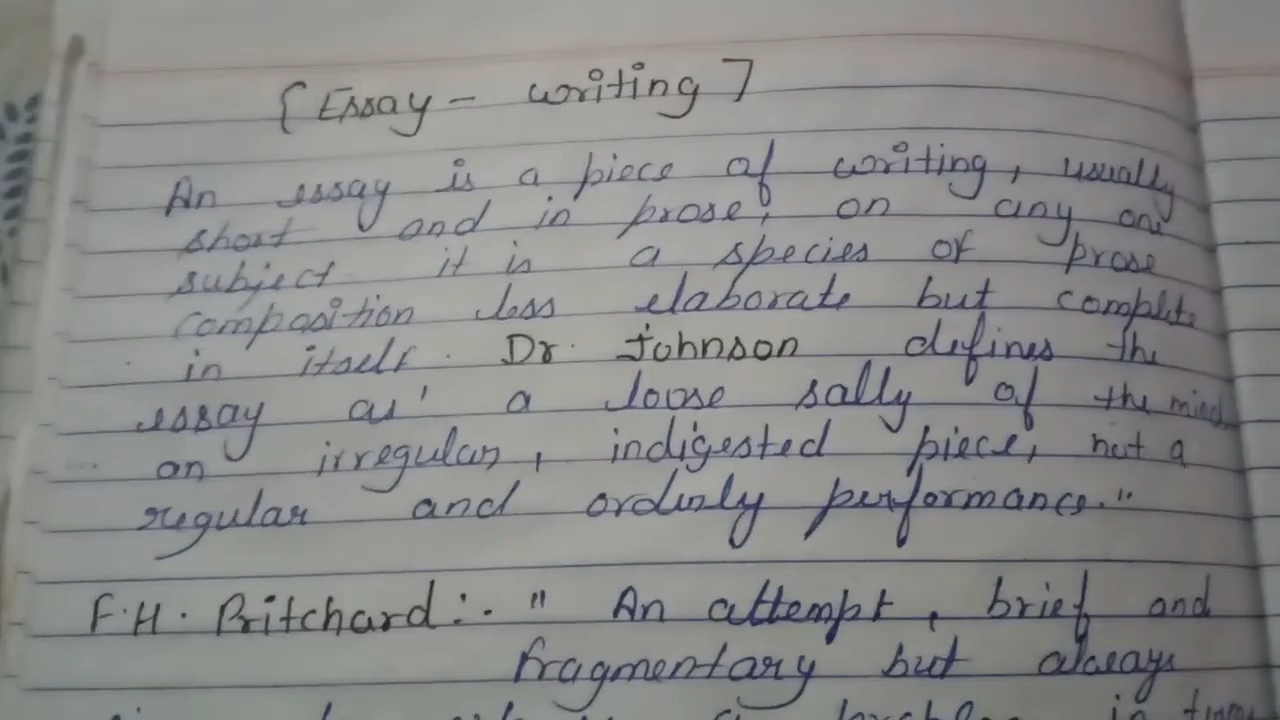 [Essay - writing]
An essay is a piece of writing, usually
short and in prose, on any one
subject it is a species of prose
composition less elaborate but complete
in itself. Dr. Johnson defines the
essay as' a loose sally of the mind
an irregular, indigested piece, not a
regular and orderly performance."
F.H. Pritchard:- " An attempt, brief and
fragmentary but always
in